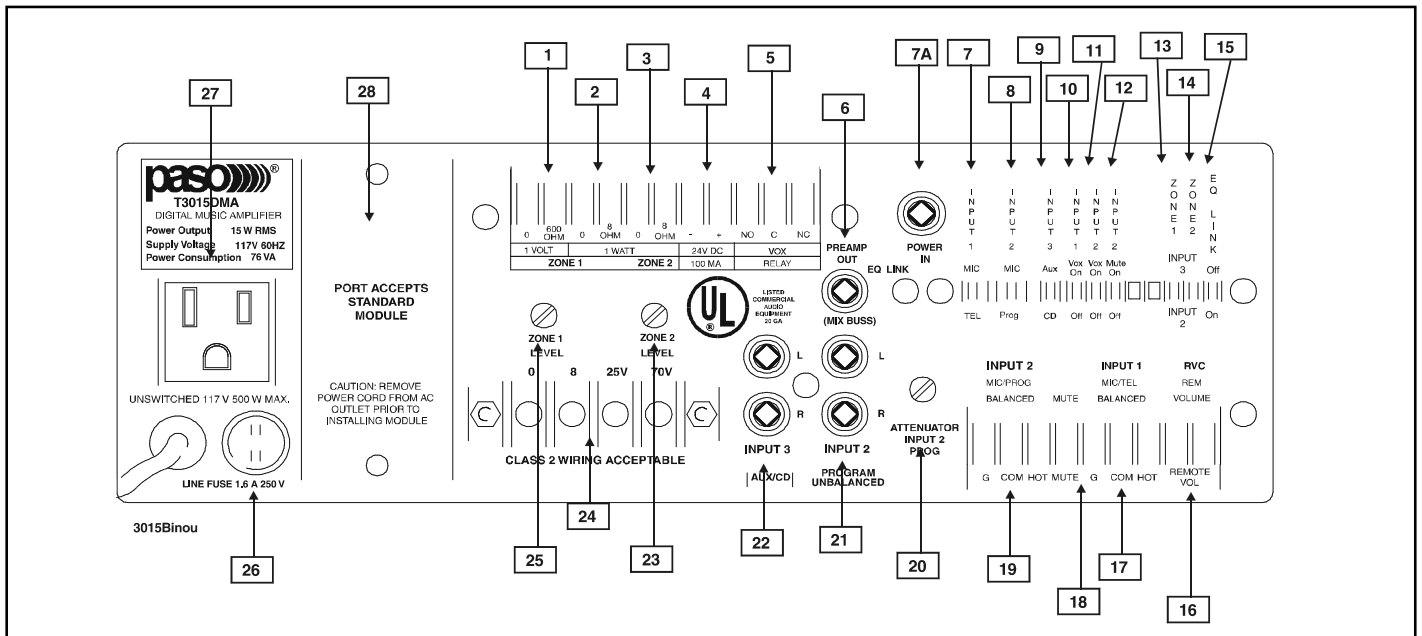 1
2
3
4
5
6
7A
7
8
9
10
11
12
13
14
15
27
28
paso®
T3015DMA
DIGITAL MUSIC AMPLIFIER
Power Output 15 W RMS
Supply Voltage 117V 60HZ
Power Consumption 76 VA
UNSWITCHED 117 V 500 W MAX.
LINE FUSE 1,6 A 250 V
PORT ACCEPTS
STANDARD
MODULE
CAUTION: REMOVE
POWER CORD FROM AC
OUTLET PRIOR TO
INSTALLING MODULE
0 600 OHM 0 8 OHM 0 8 OHM - + NO C NC
1 VOLT 1 WATT 24V DC VOX
ZONE 1 ZONE 2 100 MA RELAY
UL ®
LISTED
COMMERCIAL
AUDIO
EQUIPMENT
20 GA
ZONE 1
LEVEL
ZONE 2
LEVEL
0 8 25V 70V
CLASS 2 WIRING ACCEPTABLE
PREAMP
OUT
EQ LINK
(MIX BUSS)
POWER
IN
L
L
R
R
INPUT 3
AUX/CD
INPUT 2
PROGRAM
UNBALANCED
ATTENUATOR
INPUT 2
PROG
INPUT 1
INPUT 2
INPUT 3
INPUT 1
INPUT 2
INPUT 2
ZONE 1
ZONE 2
EQ LINK
MIC MIC Aux Vox On Vox On Mute On INPUT 3 Off
TEL Prog CD Off Off Off INPUT 2 On
INPUT 2 INPUT 1 RVC
MIC/PROG MIC/TEL REM
BALANCED MUTE BALANCED VOLUME
G COM HOT MUTE G COM HOT REMOTE
VOL
3015Binou
26
25
24
23
22
21
20
19
18
17
16